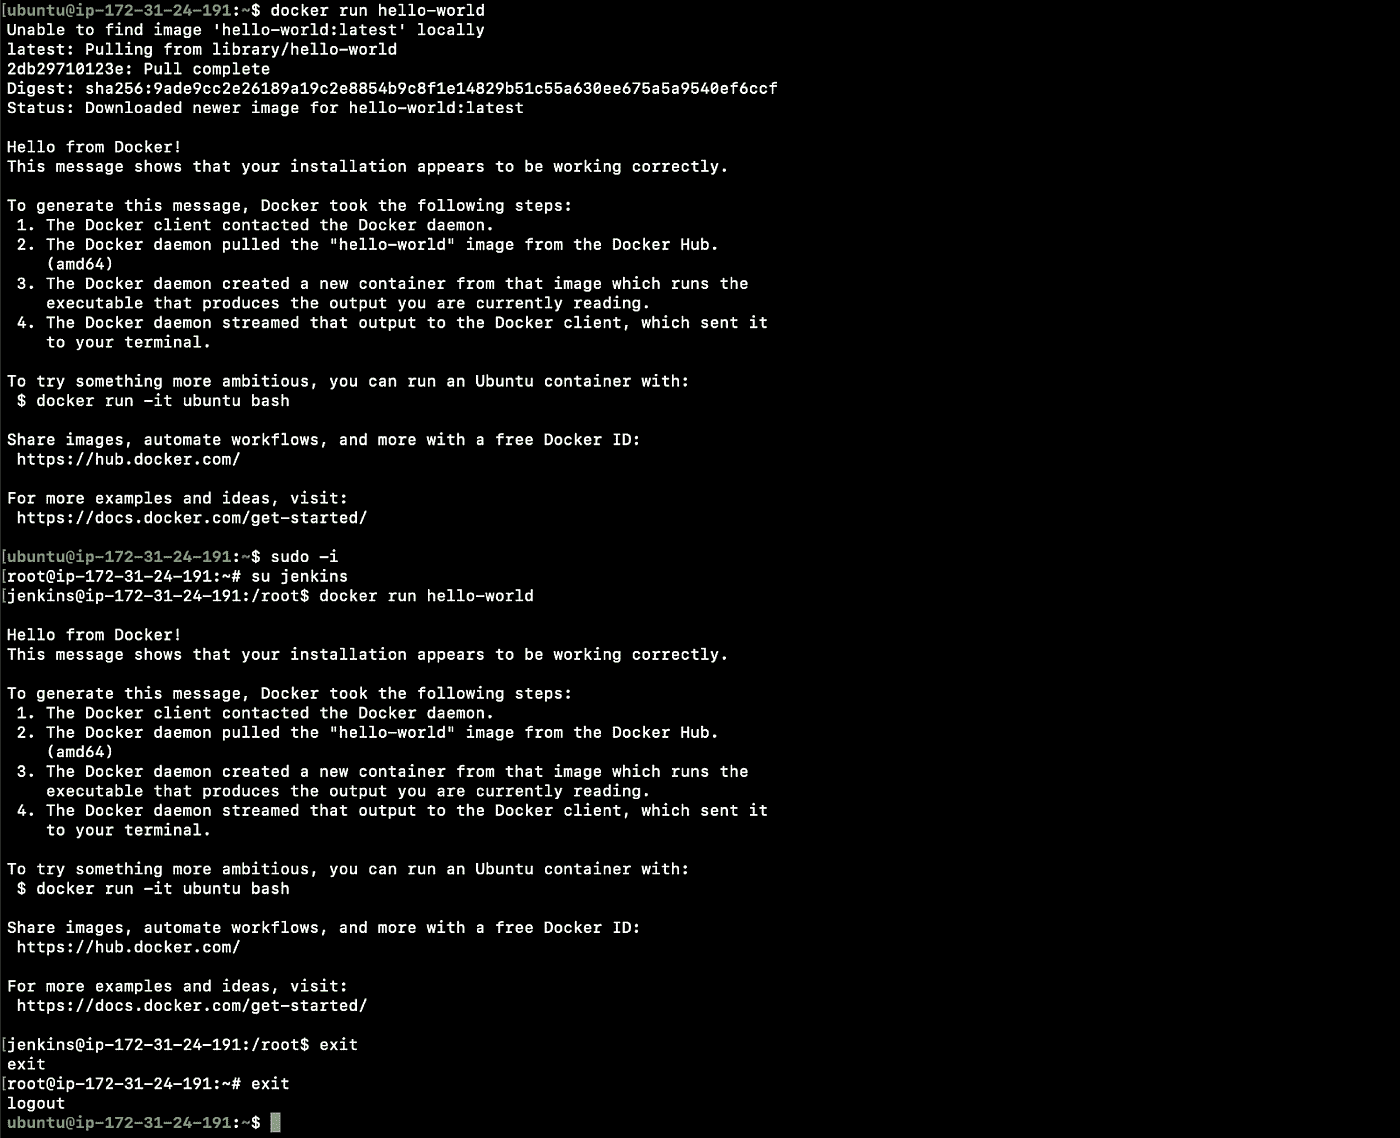 [ubuntu@ip-172-31-24-191:~$ docker run hello-world
Unable to find image 'hello-world:latest' locally
latest: Pulling from library/hello-world
2db29710123e: Pull complete
Digest: sha256:9ade9cc2e26189a19c2e8854b9c8f1e14829b51c55a630ee675a5a9540ef6ccf
Status: Downloaded newer image for hello-world:latest
Hello from Docker!
This message shows that your installation appears to be working correctly.
To generate this message, Docker took the following steps:
1. The Docker client contacted the Docker daemon.
2. The Docker daemon pulled the "hello-world" image from the Docker Hub.
(amd64)
3. The Docker daemon created a new container from that image which runs the
executable that produces the output you are currently reading.
4. The Docker daemon streamed that output to the Docker client, which sent it
to your terminal.
To try something more ambitious, you can run an Ubuntu container with:
$ docker run -it ubuntu bash
Share images, automate workflows, and more with a free Docker ID:
https://hub.docker.com/
For more examples and ideas, visit:
https://docs.docker.com/get-started/
[ubuntu@ip-172-31-24-191:~$ sudo -i
[root@ip-172-31-24-191:~# su jenkins
[jenkins@ip-172-31-24-191:/root$ docker run hello-world
Hello from Docker!
This message shows that your installation appears to be working correctly.
To generate this message, Docker took the following steps:
1. The Docker client contacted the Docker daemon.
2. The Docker daemon pulled the "hello-world" image from the Docker Hub.
(amd64)
3. The Docker daemon created a new container from that image which runs the
executable that produces the output you are currently reading.
4. The Docker daemon streamed that output to the Docker client, which sent it
to your terminal.
To try something more ambitious, you can run an Ubuntu container with:
$ docker run -it ubuntu bash
Share images, automate workflows, and more with a free Docker ID:
https://hub.docker.com/
For more examples and ideas, visit:
https://docs.docker.com/get-started/
[jenkins@ip-172-31-24-191:/root$ exit
exit
[root@ip-172-31-24-191:~# exit
logout
ubuntu@ip-172-31-24-191:~$